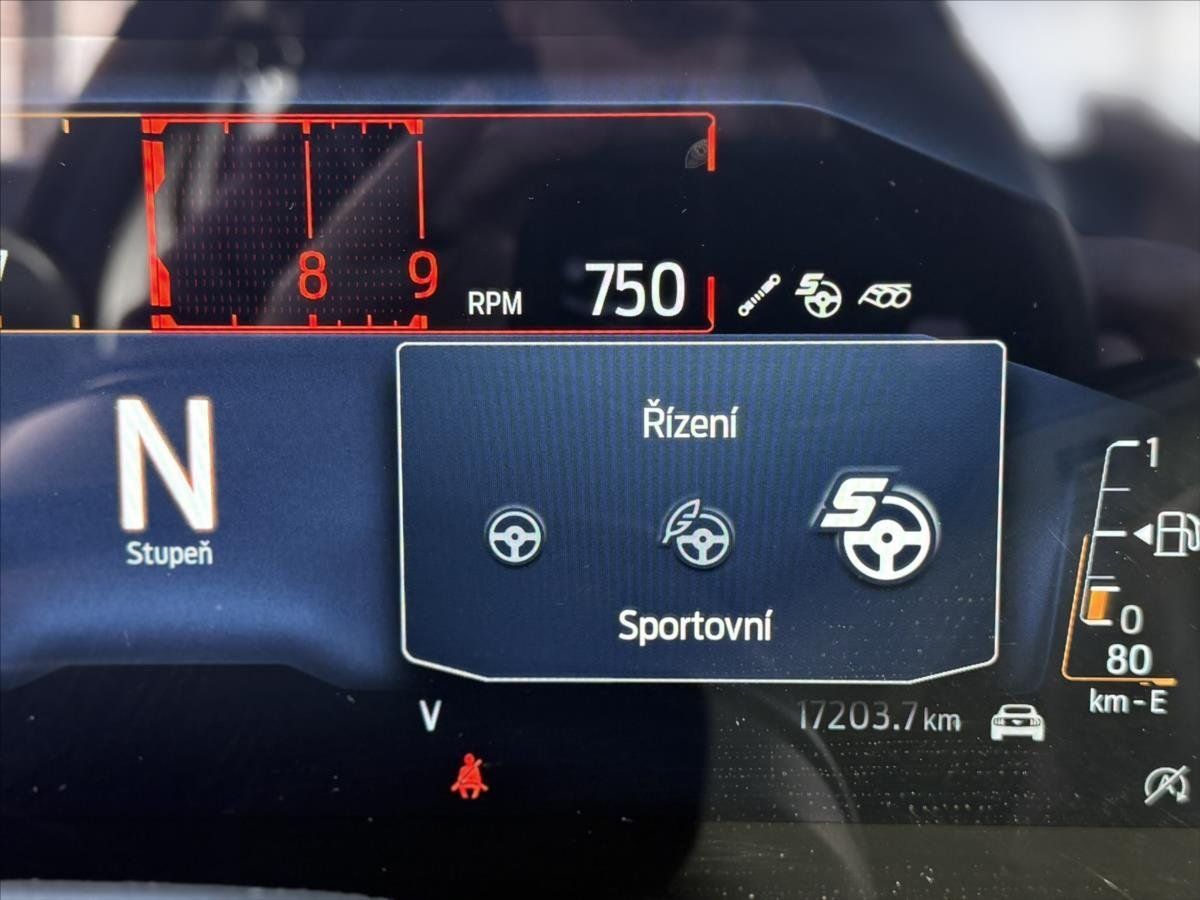 8 9
RPM 750
S
Řízení
N
Stupeň
S
Sportovní
1
0
80
km-E
V
17203.7 km